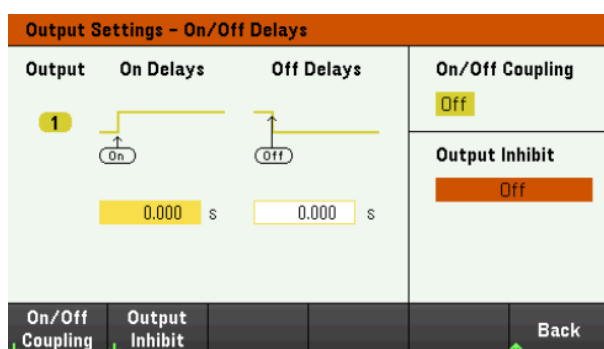 Output Settings - On/Off Delays
Output On Delays Off Delays
1
On
Off
0.000 s 0.000 s
On/Off Coupling
Off
Output Inhibit
Off
On/Off Coupling
Output Inhibit
Back